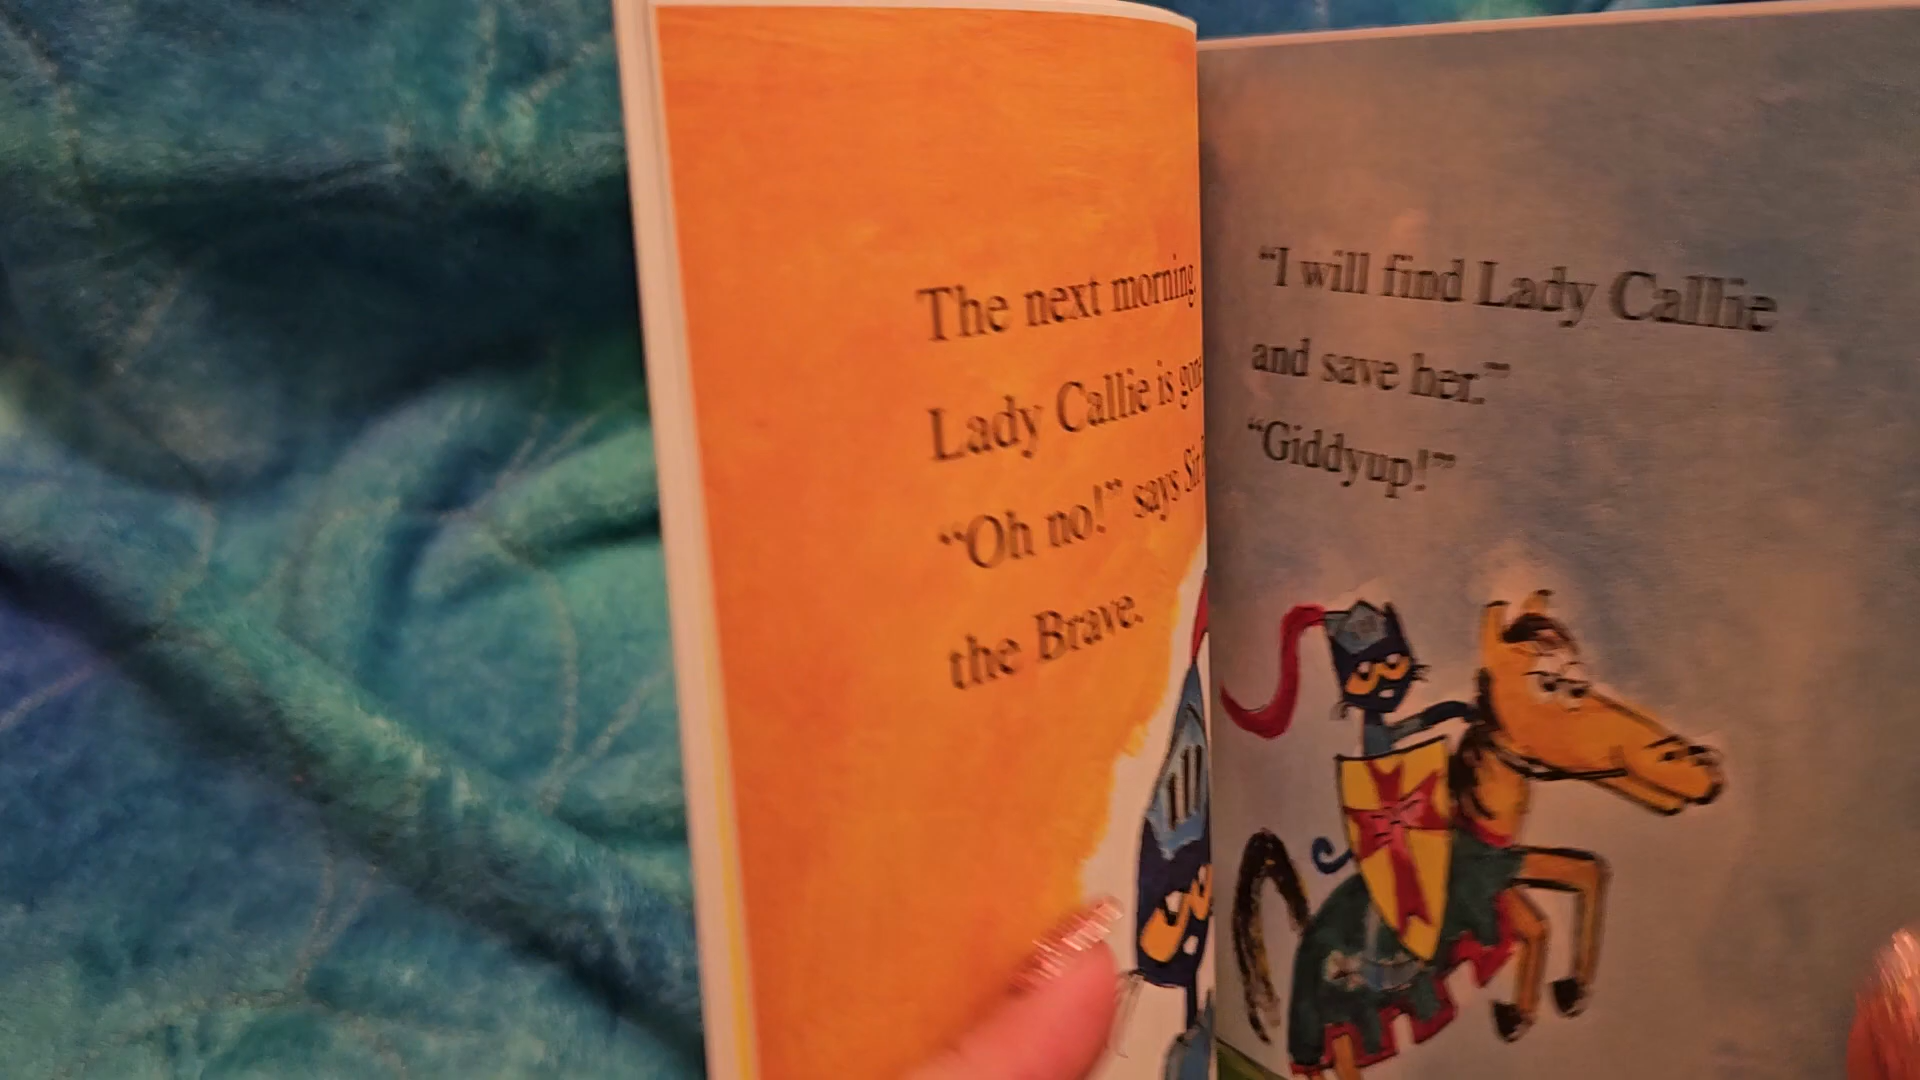 The next morning,
Lady Callie is
"Oh no!" says Sir
the Brave.
"I will find Lady Callie
and save her."
"Giddyup!"